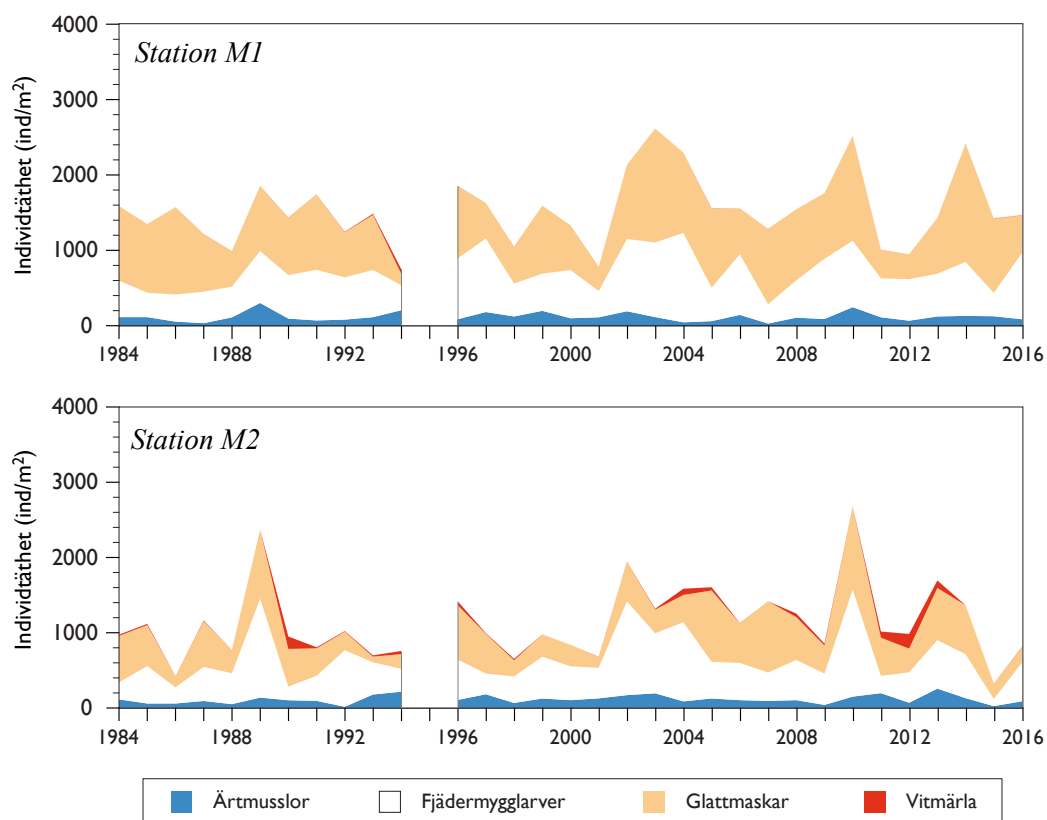 4000
Station M1
3000
2000
1000
0
Individtäthet (ind/m²)
1984 1988 1992 1996 2000 2004 2008 2012 2016
4000
Station M2
3000
2000
1000
0
Individtäthet (ind/m²)
1984 1988 1992 1996 2000 2004 2008 2012 2016
Ärtmusslor Fjädermygglarver Glattmaskar Vitmärla